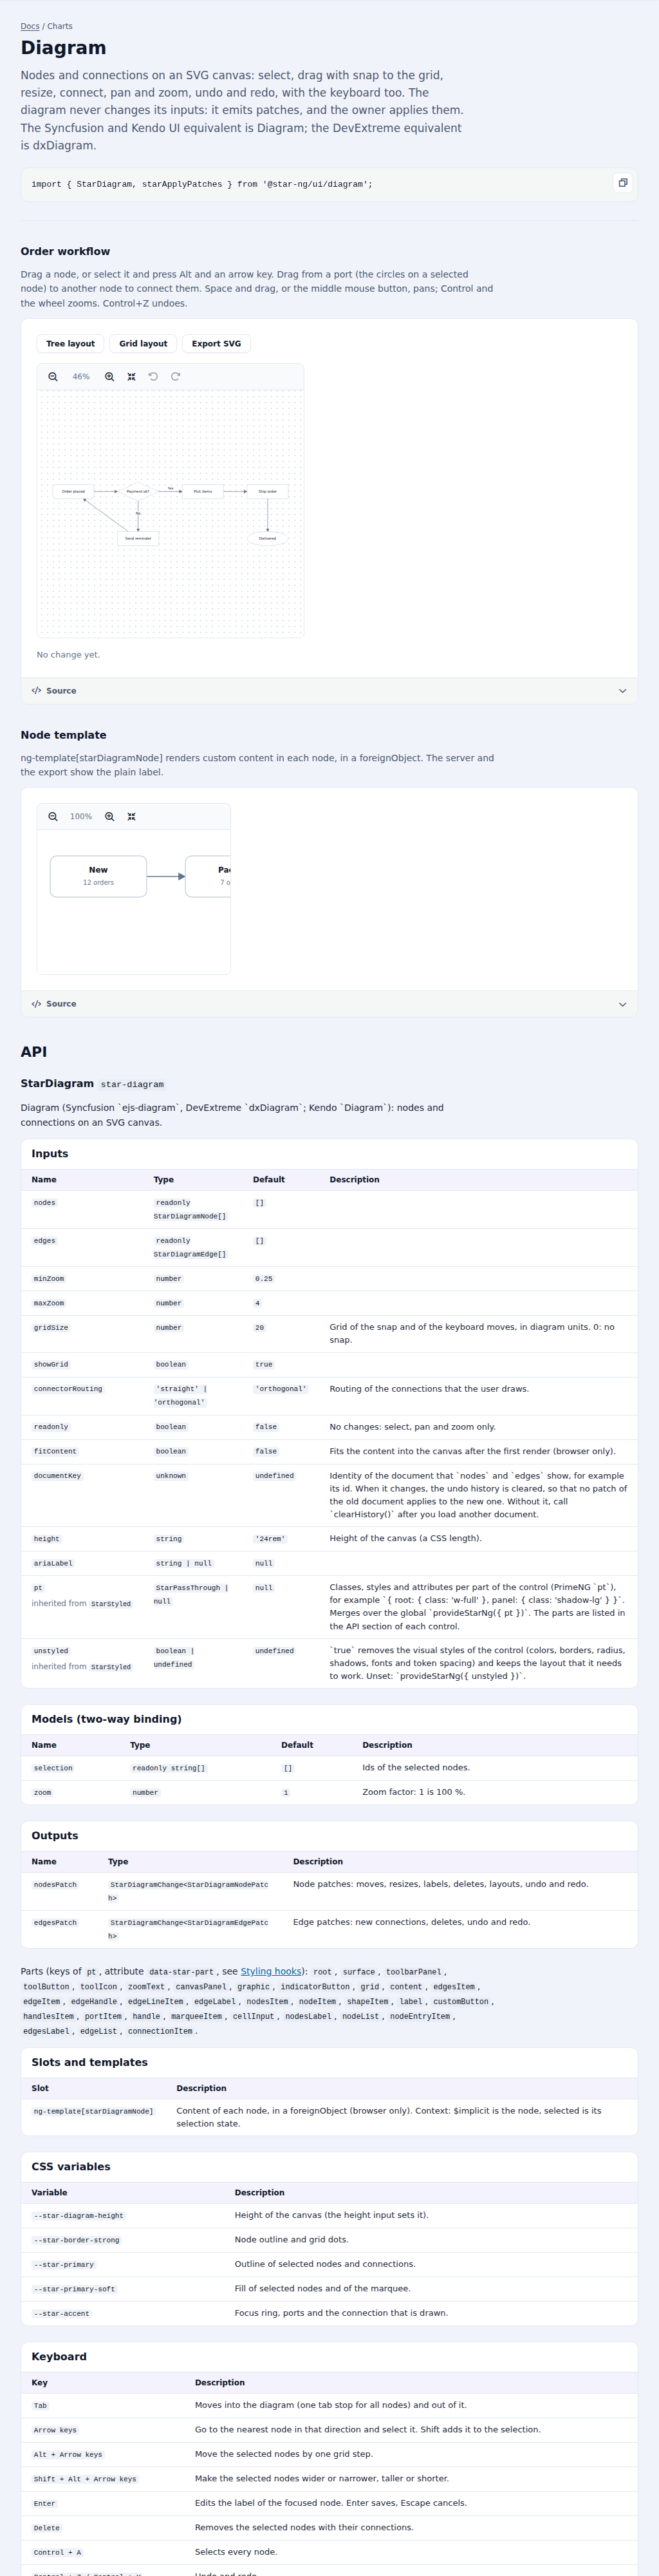 Docs / Charts
Diagram
Nodes and connections on an SVG canvas: select, drag with snap to the grid,
resize, connect, pan and zoom, undo and redo, with the keyboard too. The
diagram never changes its inputs: it emits patches, and the owner applies them.
The Syncfusion and Kendo UI equivalent is Diagram; the DevExtreme equivalent
is dxDiagram.
import { StarDiagram, starApplyPatches } from '@star-ng/ui/diagram';
Order workflow
Drag a node, or select it and press Alt and an arrow key. Drag from a port (the circles on a selected
node) to another node to connect them. Space and drag, or the middle mouse button, pans; Control and
the wheel zooms. Control+Z undoes.
Tree layout Grid layout Export SVG
46%
Order placed Payment ok? Yes Pick items Ship order
No
Send reminder Delivered
No change yet.
</> Source
Node template
ng-template[starDiagramNode] renders custom content in each node, in a foreignObject. The server and
the export show the plain label.
100%
New Pac
12 orders 7 o
</> Source
API
StarDiagram star-diagram
Diagram (Syncfusion `ejs-diagram`, DevExtreme `dxDiagram`; Kendo `Diagram`): nodes and
connections on an SVG canvas.
Inputs
Name Type Default Description
nodes readonly StarDiagramNode[] []
edges readonly StarDiagramEdge[] []
minZoom number 0.25
maxZoom number 4
gridSize number 20 Grid of the snap and of the keyboard moves, in diagram units. 0: no
snap.
showGrid boolean true
connectorRouting 'straight' | 'orthogonal' 'orthogonal' Routing of the connections that the user draws.
readonly boolean false No changes: select, pan and zoom only.
fitContent boolean false Fits the content into the canvas after the first render (browser only).
documentKey unknown undefined Identity of the document that `nodes` and `edges` show, for example
its id. When it changes, the undo history is cleared, so that no patch of
the old document applies to the new one. Without it, call
`clearHistory()` after you load another document.
height string '24rem' Height of the canvas (a CSS length).
ariaLabel string | null null
pt StarPassThrough | null null Classes, styles and attributes per part of the control (PrimeNG `pt`),
inherited from StarStyled for example `{ root: { class: 'w-full' }, panel: { class: 'shadow-lg' } }`.
Merges over the global `provideStarNg({ pt })`. The parts are listed in
the API section of each control.
unstyled boolean | undefined undefined `true` removes the visual styles of the control (colors, borders, radius,
inherited from StarStyled shadows, fonts and token spacing) and keeps the layout that it needs
to work. Unset: `provideStarNg({ unstyled })`.
Models (two-way binding)
Name Type Default Description
selection readonly string[] [] Ids of the selected nodes.
zoom number 1 Zoom factor: 1 is 100 %.
Outputs
Name Type Description
nodesPatch StarDiagramChange<StarDiagramNodePatch> Node patches: moves, resizes, labels, deletes, layouts, undo and redo.
edgesPatch StarDiagramChange<StarDiagramEdgePatch> Edge patches: new connections, deletes, undo and redo.
Parts (keys of pt, attribute data-star-part, see Styling hooks): root, surface, toolbarPanel,
toolButton, toolIcon, zoomText, canvasPanel, graphic, indicatorButton, grid, content, edgesItem,
edgeItem, edgeHandle, edgeLineItem, edgeLabel, nodesItem, nodeItem, shapeItem, label, customButton,
handlesItem, portItem, handle, marqueeItem, cellInput, nodesLabel, nodeList, nodeEntryItem,
edgesLabel, edgeList, connectionItem.
Slots and templates
Slot Description
ng-template[starDiagramNode] Content of each node, in a foreignObject (browser only). Context: $implicit is the node, selected is its
selection state.
CSS variables
Variable Description
--star-diagram-height Height of the canvas (the height input sets it).
--star-border-strong Node outline and grid dots.
--star-primary Outline of selected nodes and connections.
--star-primary-soft Fill of selected nodes and of the marquee.
--star-accent Focus ring, ports and the connection that is drawn.
Keyboard
Key Description
Tab Moves into the diagram (one tab stop for all nodes) and out of it.
Arrow keys Go to the nearest node in that direction and select it. Shift adds it to the selection.
Alt + Arrow keys Move the selected nodes by one grid step.
Shift + Alt + Arrow keys Make the selected nodes wider or narrower, taller or shorter.
Enter Edits the label of the focused node. Enter saves, Escape cancels.
Delete Removes the selected nodes with their connections.
Control + A Selects every node.